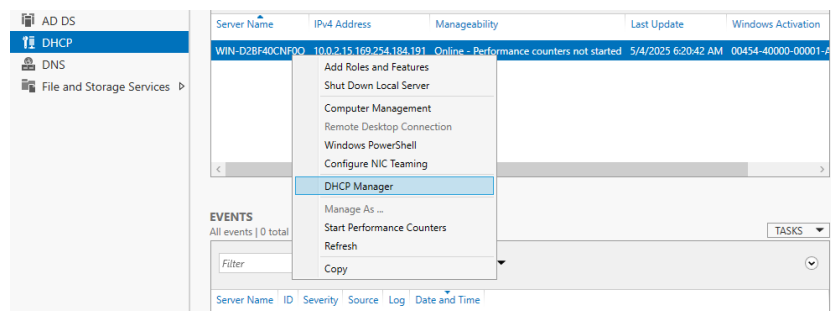 AD DS
DHCP
DNS
File and Storage Services
Server Name IPv4 Address Manageability Last Update Windows Activation
WIN-D2BF40CNF0O 10.0.2.15,169.254.184.191 Online - Performance counters not started 5/4/2025 6:20:42 AM 00454-40000-00001-A
Add Roles and Features
Shut Down Local Server
Computer Management
Remote Desktop Connection
Windows PowerShell
Configure NIC Teaming
DHCP Manager
Manage As ...
Start Performance Counters
Refresh
Copy
EVENTS
All events | 0 total
TASKS
Filter
Server Name ID Severity Source Log Date and Time